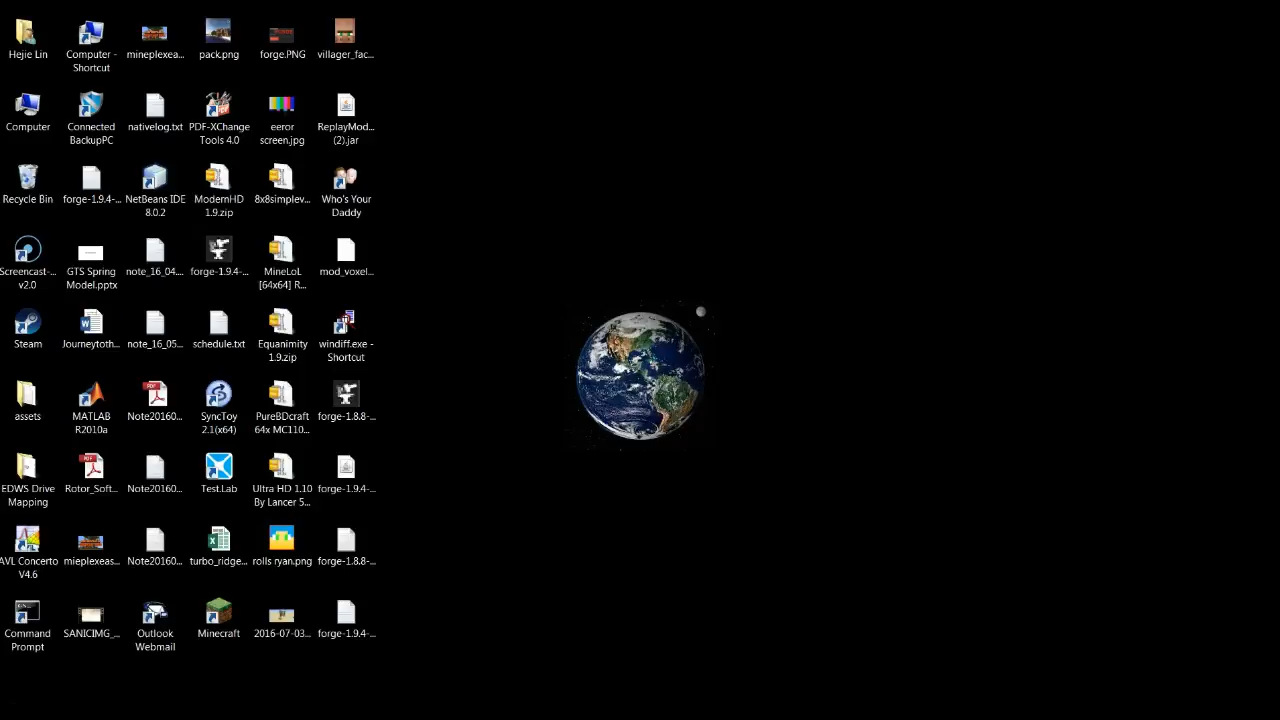 Hejie Lin
Computer -
Shortcut
mineplexea...
pack.png
forge.PNG
villager_fac...
Computer
Connected
BackupPC
nativelog.txt
PDF-XChange
Tools 4.0
eeror
screen.jpg
ReplayMod...
(2).jar
Recycle Bin
forge-1.9.4-...
NetBeans IDE
8.0.2
ModernHD
1.9.zip
8x8simplev...
Who's Your
Daddy
Screencast-...
v2.0
GTS Spring
Model.pptx
note_16_04....
forge-1.9.4-...
MineLoL
[64x64] R...
mod_voxel...
Steam
Journeytoth...
note_16_05....
schedule.txt
Equanimity
1.9.zip
windiff.exe -
Shortcut
assets
MATLAB
R2010a
Note20160...
SyncToy
2.1(x64)
PureBDcraft
64x MC110...
forge-1.8.8-...
EDWS Drive
Mapping
Rotor_Soft...
Note20160...
Test.Lab
Ultra HD 1.10
By Lancer 5...
forge-1.9.4-...
AVL Concerto
V4.6
mieplexeas...
Note20160...
turbo_ridge...
rolls ryan.png
forge-1.8.8-...
Command
Prompt
SANICIMG_...
Outlook
Webmail
Minecraft
2016-07-03...
forge-1.9.4-...